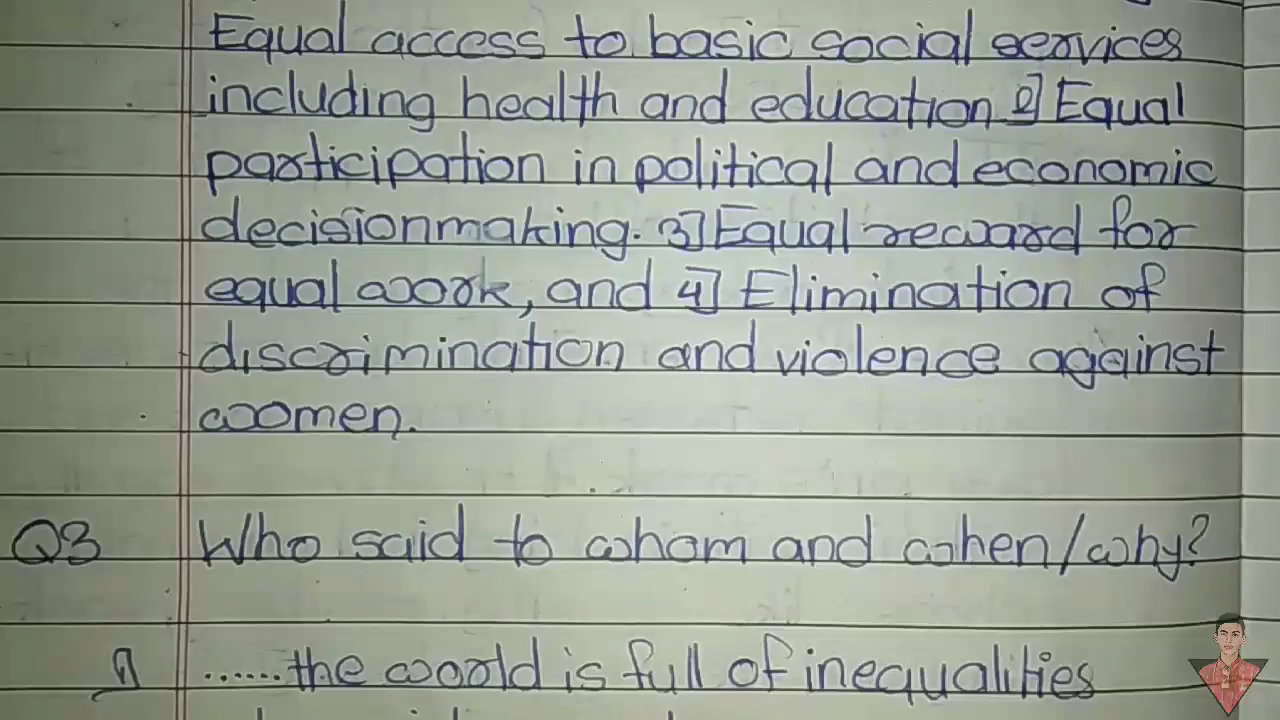 Equal access to basic social services
including health and education 2] Equal
participation in political and economic
decisionmaking. 3] Equal reward for
equal work, and 4] Elimination of
discrimination and violence against
women.
Q3 Who said to whom and when/why?
1 ......the world is full of inequalities